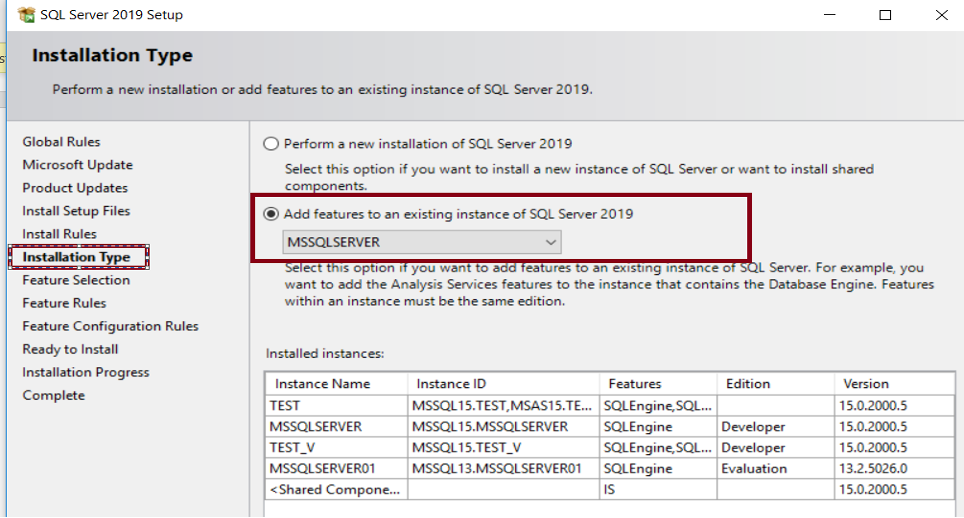 SQL Server 2019 Setup
Installation Type
Perform a new installation or add features to an existing instance of SQL Server 2019.
Global Rules
Microsoft Update
Product Updates
Install Setup Files
Install Rules
Installation Type
Feature Selection
Feature Rules
Feature Configuration Rules
Ready to Install
Installation Progress
Complete
Perform a new installation of SQL Server 2019
Select this option if you want to install a new instance of SQL Server or want to install shared
components.
Add features to an existing instance of SQL Server 2019
MSSQLSERVER
Select this option if you want to add features to an existing instance of SQL Server. For example, you
want to add the Analysis Services features to the instance that contains the Database Engine. Features
within an instance must be the same edition.
Installed instances:
Instance Name Instance ID Features Edition Version
TEST MSSQL15.TEST,MSAS15.TE... SQLEngine,SQL... 15.0.2000.5
MSSQLSERVER MSSQL15.MSSQLSERVER SQLEngine Developer 15.0.2000.5
TEST_V MSSQL15.TEST_V SQLEngine,SQL... Developer 15.0.2000.5
MSSQLSERVER01 MSSQL13.MSSQLSERVER01 SQLEngine Evaluation 13.2.5026.0
<Shared Compone... IS 15.0.2000.5